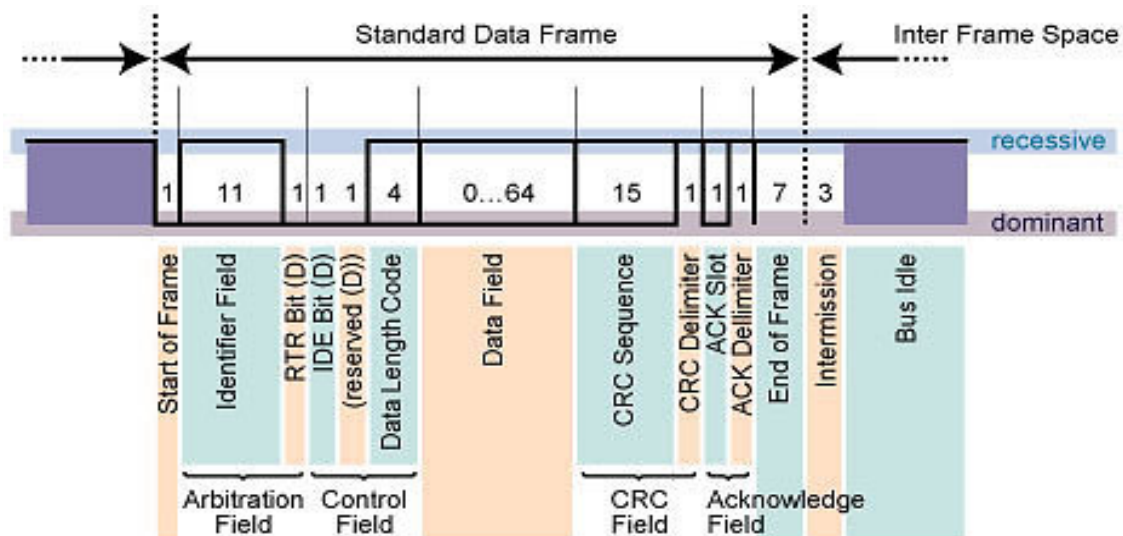 Standard Data Frame
Inter Frame Space
recessive
1 11 1 1 1 4 0...64 15 1 1 1 7 3
dominant
Start of Frame
Identifier Field
RTR Bit (D)
IDE Bit (D)
(reserved (D))
Data Length Code
Data Field
CRC Sequence
CRC Delimiter
ACK Slot
ACK Dellimiter
End of Frame
Intermission
Bus Idle
Arbitration
Field
Control
Field
CRC
Field
Acknowledge
Field